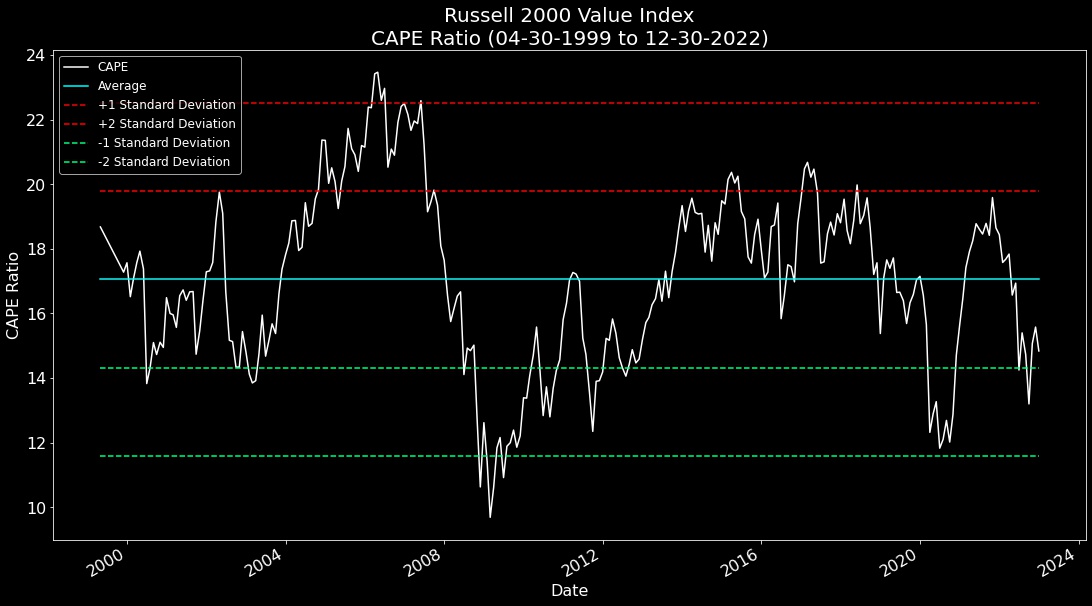 Russell 2000 Value Index
CAPE Ratio (04-30-1999 to 12-30-2022)
CAPE
Average
+1 Standard Deviation
+2 Standard Deviation
-1 Standard Deviation
-2 Standard Deviation
24
22
20
18
16
14
12
10
CAPE Ratio
2000
2004
2008
2012
2016
2020
2024
Date